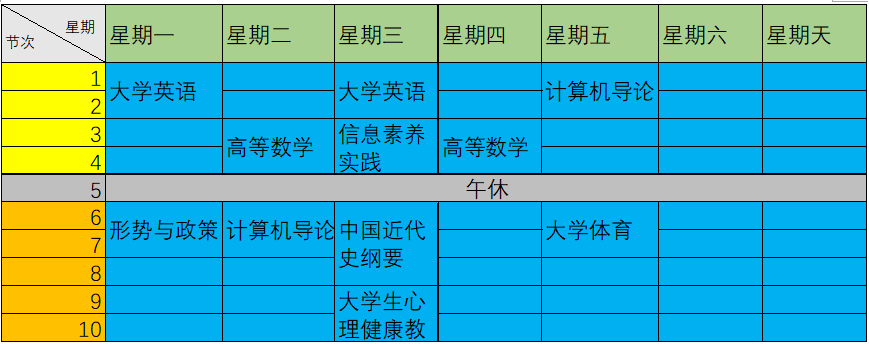 星期 星期一 星期二 星期三 星期四 星期五 星期六 星期天
节次
1
大学英语 大学英语 计算机导论
2
3
高等数学 信息素养 高等数学
实践
4
5 午休
6
形势与政策 计算机导论 中国近代 大学体育
史纲要
7
8
9 大学生心
10 理健康教